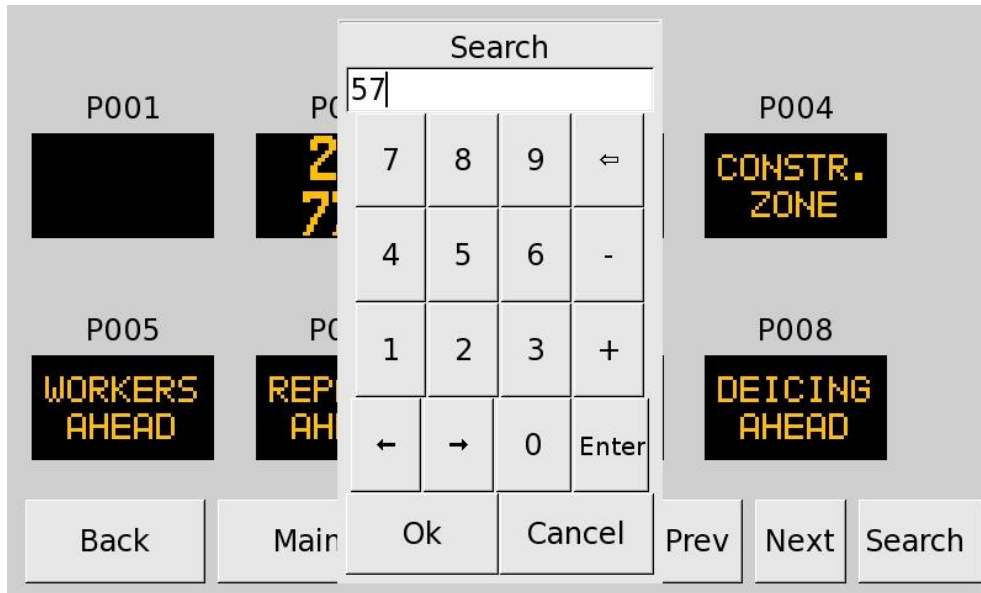 Search
57
P001
P004
CONSTR.
ZONE
7 8 9 ⇦
4 5 6 -
1 2 3 +
← → 0 Enter
P005
P008
WORKERS
AHEAD
DEICING
AHEAD
Ok Cancel
Back Main Prev Next Search